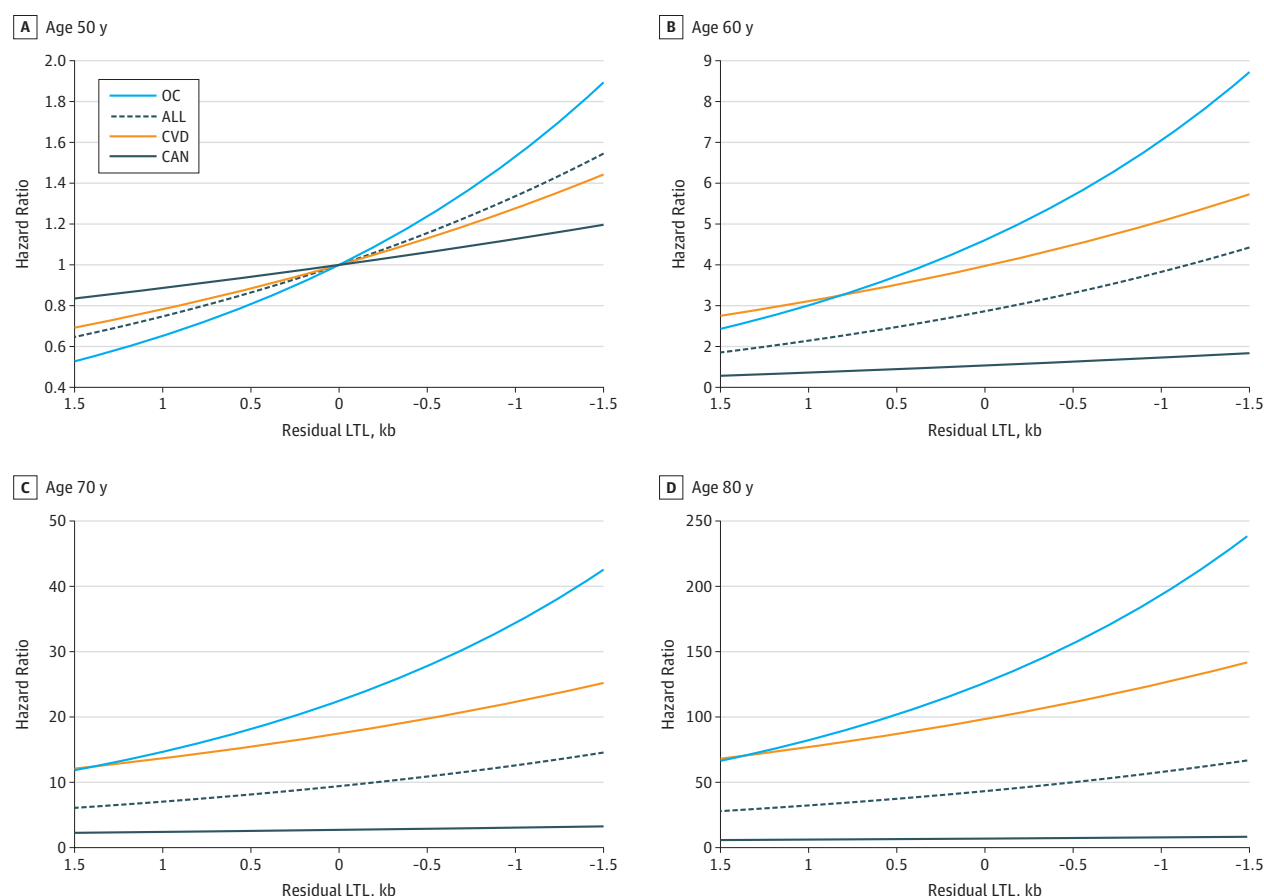 A Age 50 y
2.0
1.8
1.6
1.4
1.2
1
0.8
0.6
0.4
Hazard Ratio
OC
ALL
CVD
CAN
1.5 1 0.5 0 -0.5 -1 -1.5
Residual LTL, kb
B Age 60 y
9
8
7
6
5
4
3
2
0
Hazard Ratio
1.5 1 0.5 0 -0.5 -1 -1.5
Residual LTL, kb
C Age 70 y
50
40
30
20
10
0
Hazard Ratio
1.5 1 0.5 0 -0.5 -1 -1.5
Residual LTL, kb
D Age 80 y
250
200
150
100
50
0
Hazard Ratio
1.5 1 0.5 0 -0.5 -1 -1.5
Residual LTL, kb